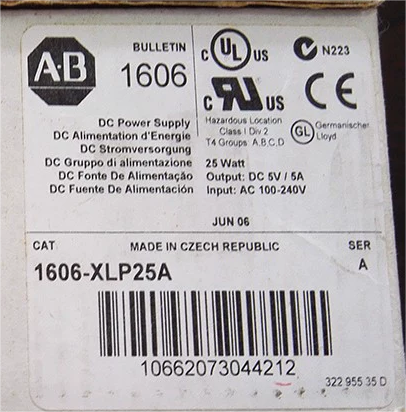 A-B
BULLETIN
1606
C UL US
N223
C UR US
CE
Hazardous Location
Class I Div 2
T4 Groups: A,B,C,D
GL Germanischer
Lloyd
DC Power Supply
DC Alimentation d'Energie
DC Stromversorgung
DC Gruppo di alimentazione
DC Fonte De Alimentação
DC Fuente De Alimentación
25 Watt
Output: DC 5V / 5A
Input: AC 100-240V
JUN 06
CAT
MADE IN CZECH REPUBLIC
SER
1606-XLP25A
A
10662073044212
322 955 35 D